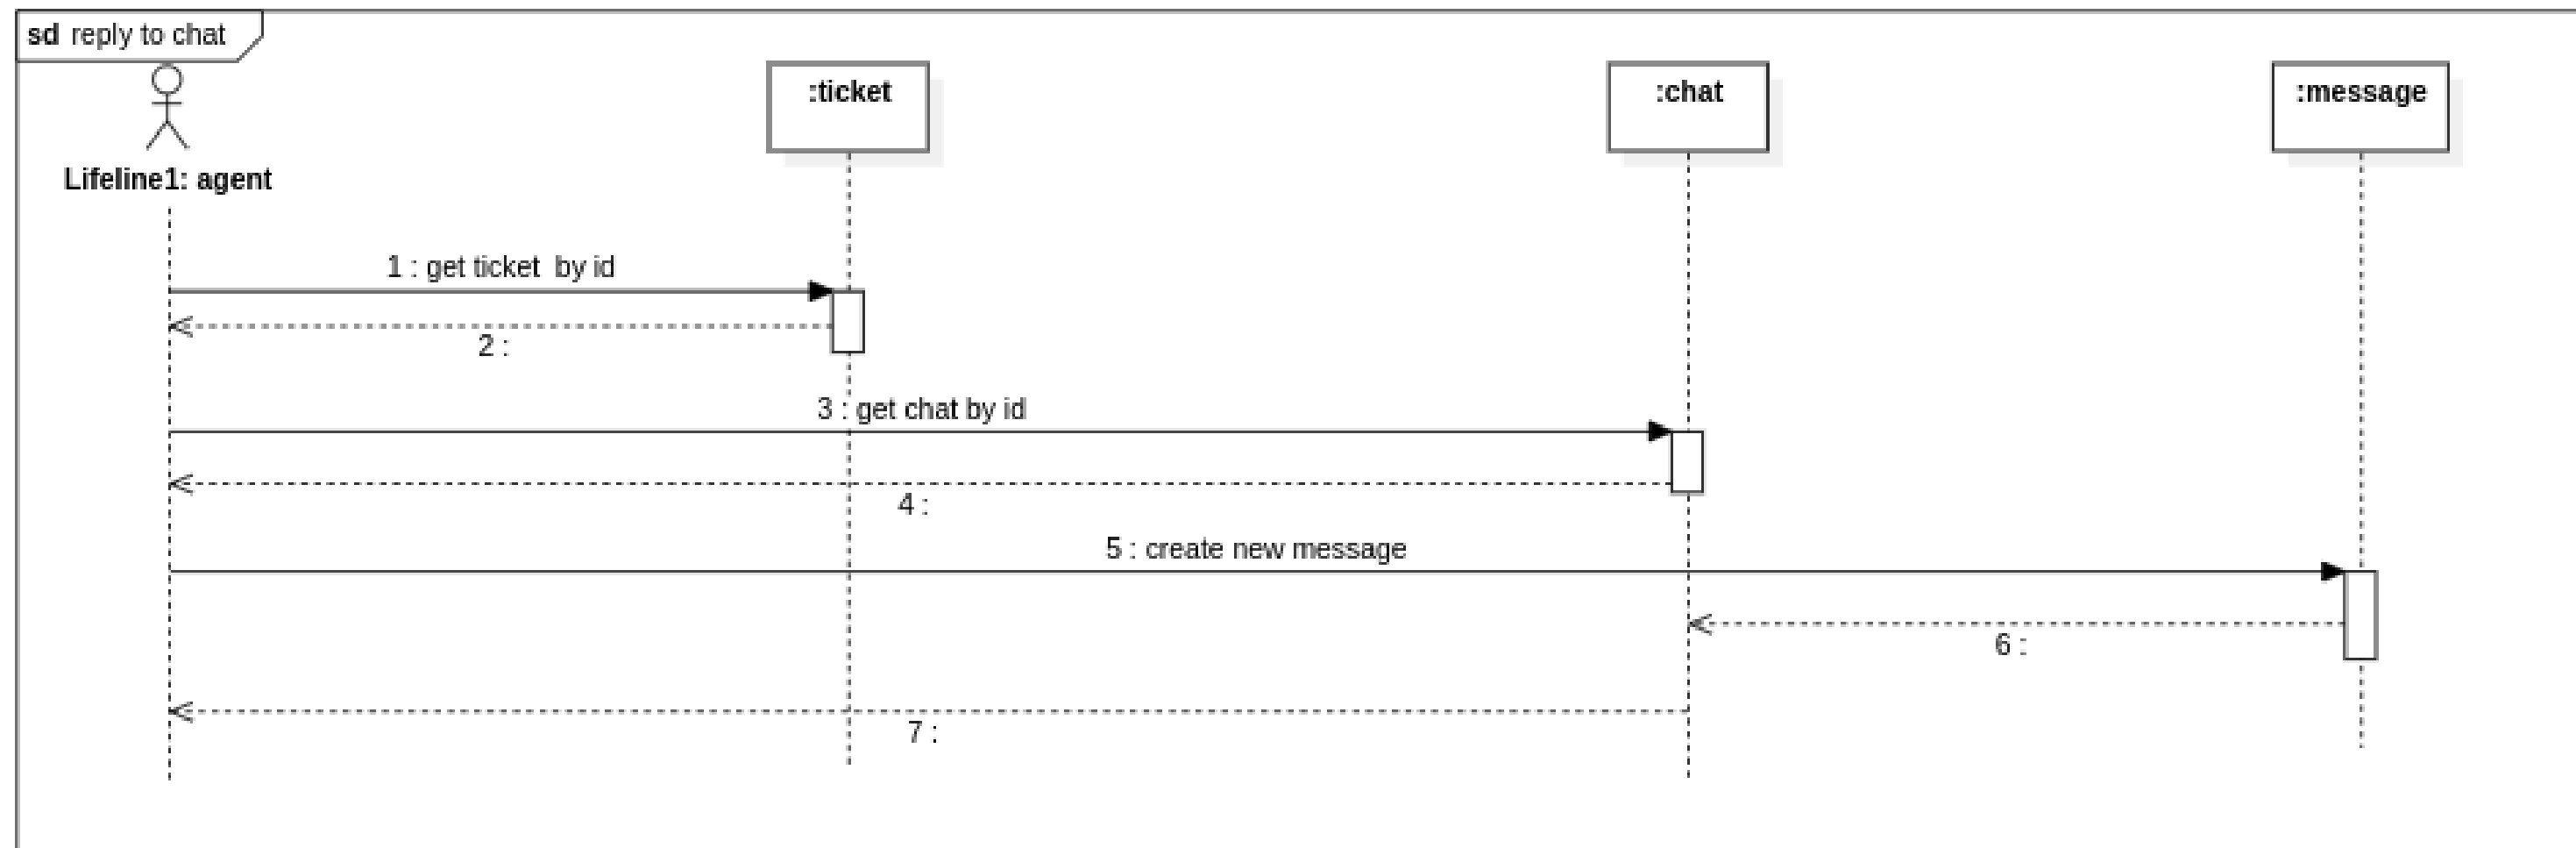 sd reply to chat
:ticket
:chat
:message
Lifeline1: agent
1 : get ticket  by id
2 :
3 : get chat by id
4 :
5 : create new message
6 :
7 :